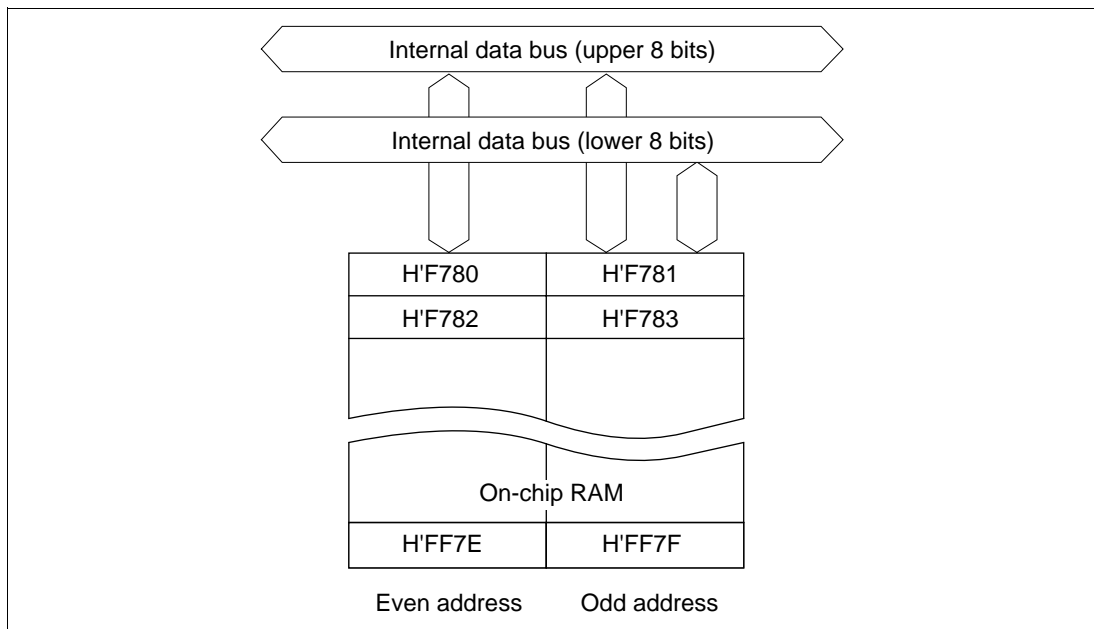 Internal data bus (upper 8 bits)
Internal data bus (lower 8 bits)
H'F780 H'F781
H'F782 H'F783
On-chip RAM
H'FF7E H'FF7F
Even address Odd address